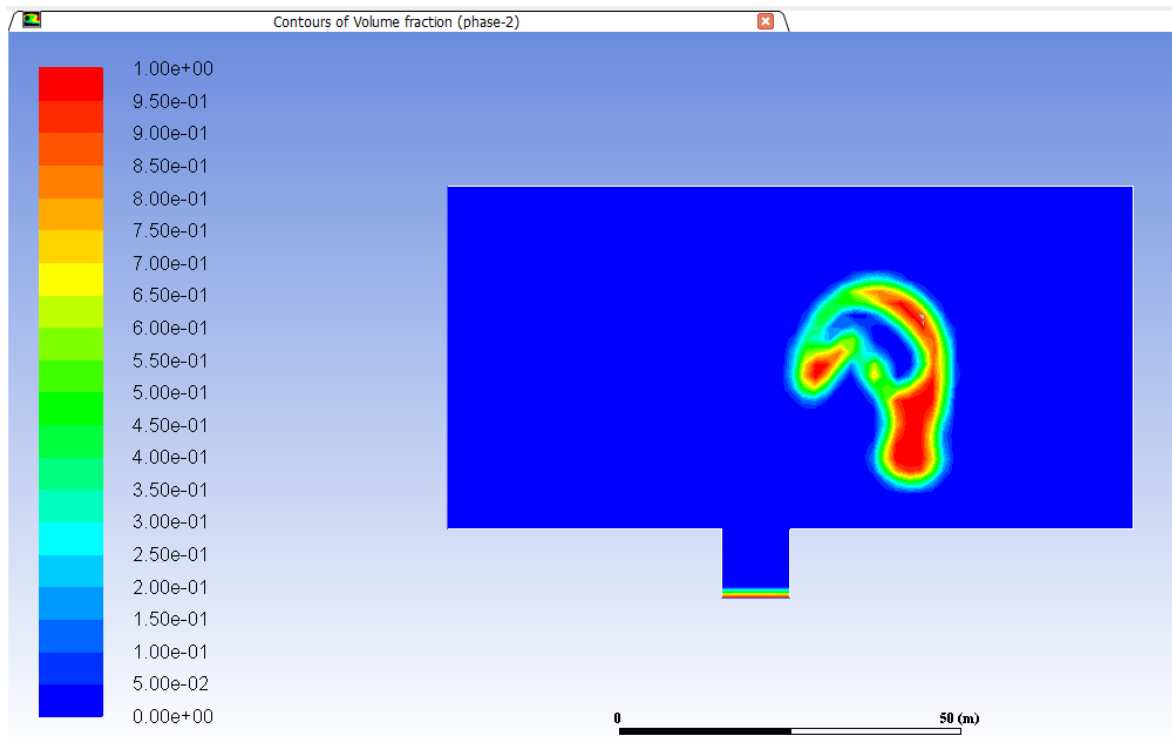 Contours of Volume fraction (phase-2)
1.00e+00
9.50e-01
9.00e-01
8.50e-01
8.00e-01
7.50e-01
7.00e-01
6.50e-01
6.00e-01
5.50e-01
5.00e-01
4.50e-01
4.00e-01
3.50e-01
3.00e-01
2.50e-01
2.00e-01
1.50e-01
1.00e-01
5.00e-02
0.00e+00
0 50 (m)